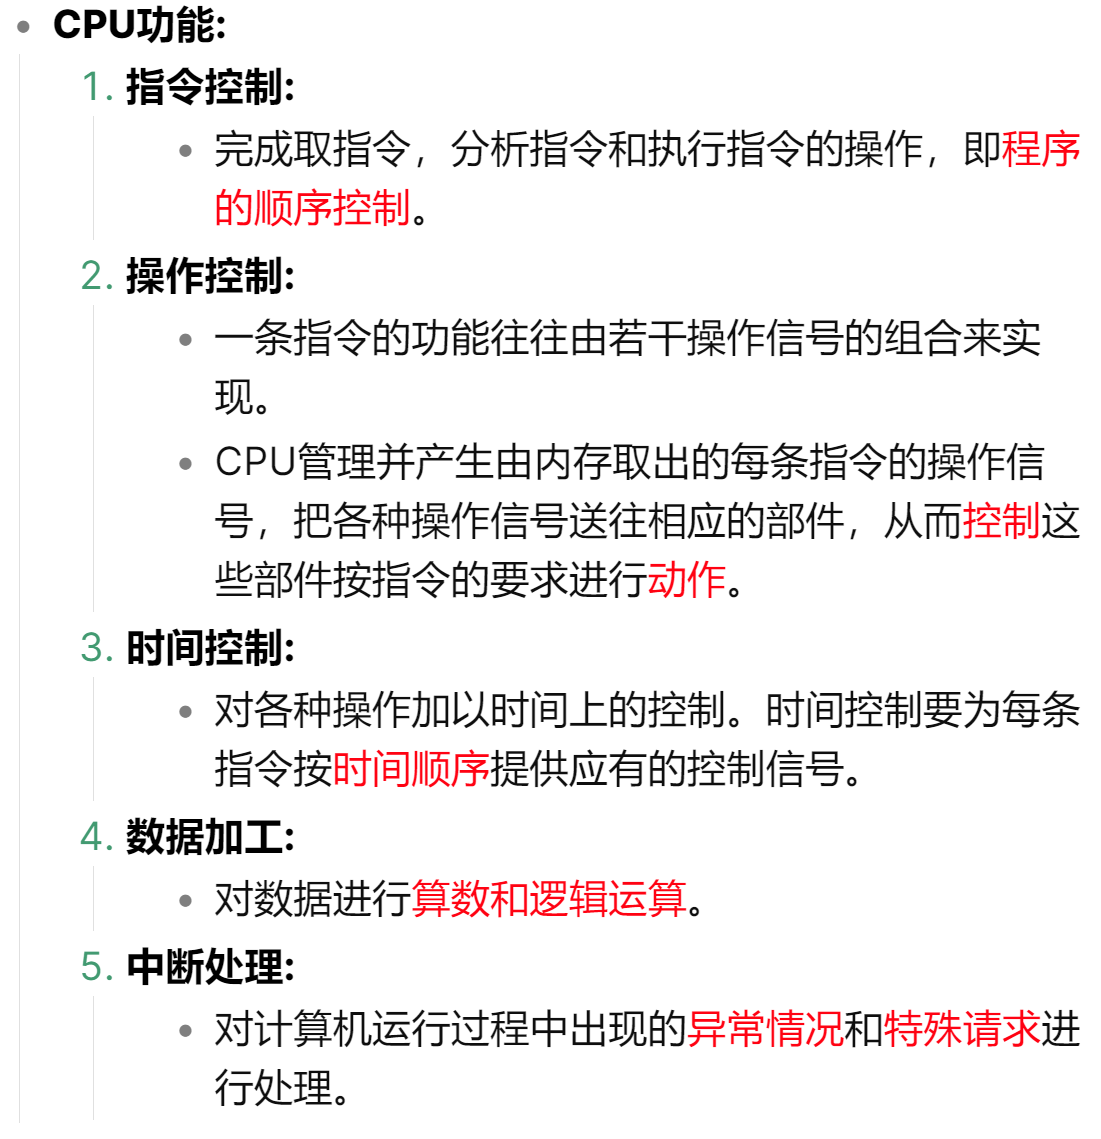 CPU功能:
1. 指令控制:
完成取指令，分析指令和执行指令的操作，即程序
的顺序控制。
2. 操作控制:
一条指令的功能往往由若干操作信号的组合来实
现。
CPU管理并产生由内存取出的每条指令的操作信
号，把各种操作信号送往相应的部件，从而控制这
些部件按指令的要求进行动作。
3. 时间控制:
对各种操作加以时间上的控制。时间控制要为每条
指令按时间顺序提供应有的控制信号。
4. 数据加工:
对数据进行算数和逻辑运算。
5. 中断处理:
对计算机运行过程中出现的异常情况和特殊请求进
行处理。